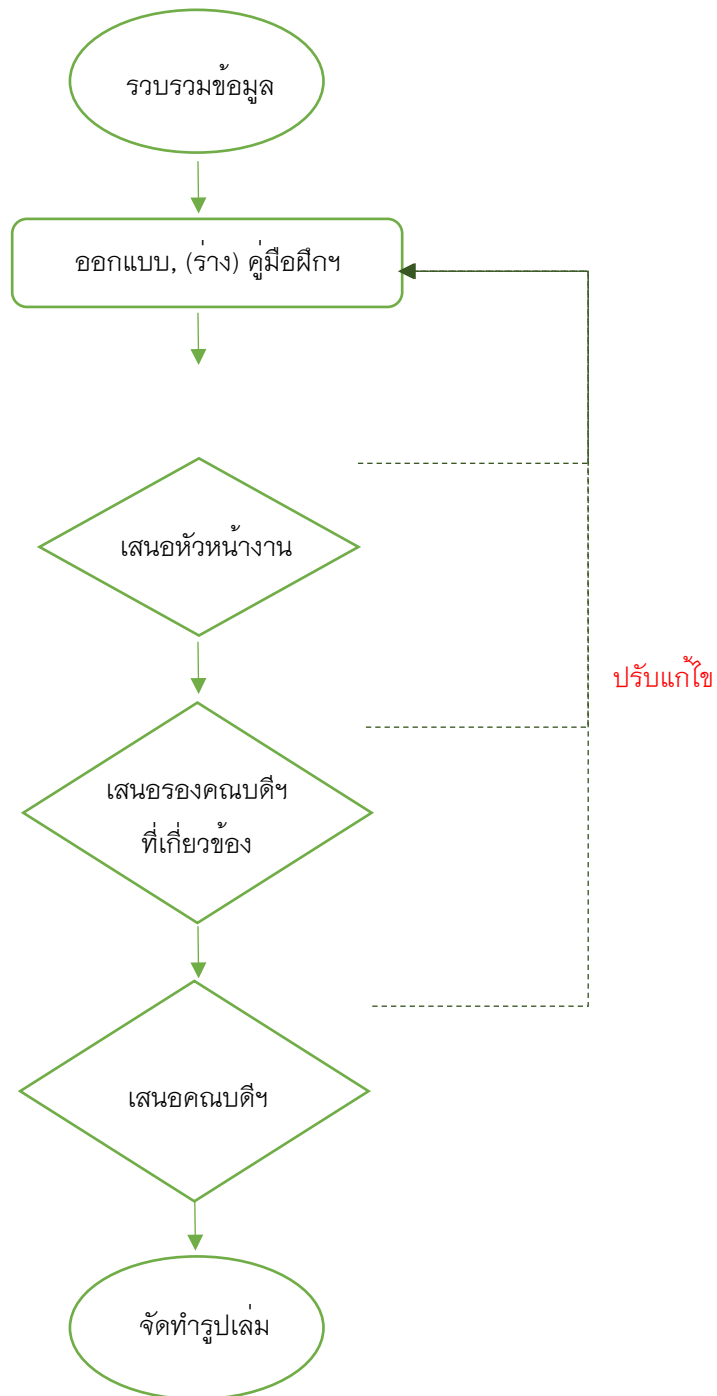 รวบรวมข้อมูล
ออกแบบ, (ร่าง) คู่มือฝึกฯ
เสนอหัวหน้างาน
ปรับแก้ไข
เสนอรองคณบดีฯ
ที่เกี่ยวข้อง
เสนอคณบดีฯ
จัดทำรูปเล่ม